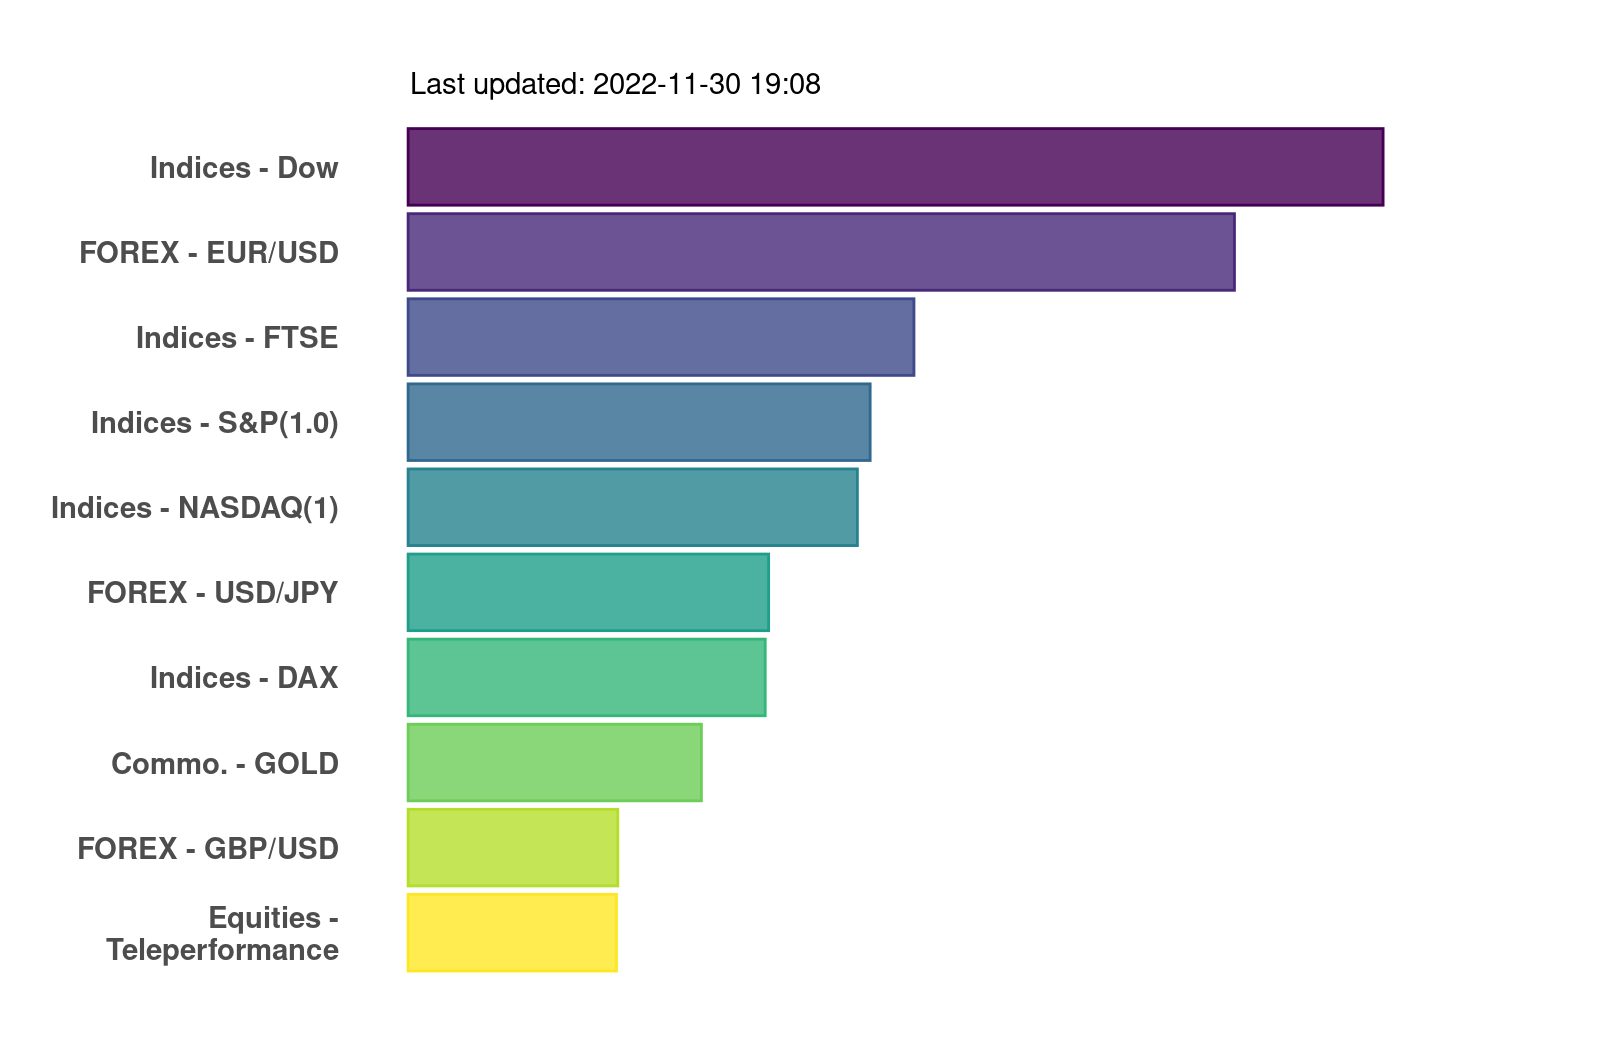 Last updated: 2022-11-30 19:08
Indices - Dow
FOREX - EUR/USD
Indices - FTSE
Indices - S&P(1.0)
Indices - NASDAQ(1)
FOREX - USD/JPY
Indices - DAX
Commo. - GOLD
FOREX - GBP/USD
Equities -
Teleperformance